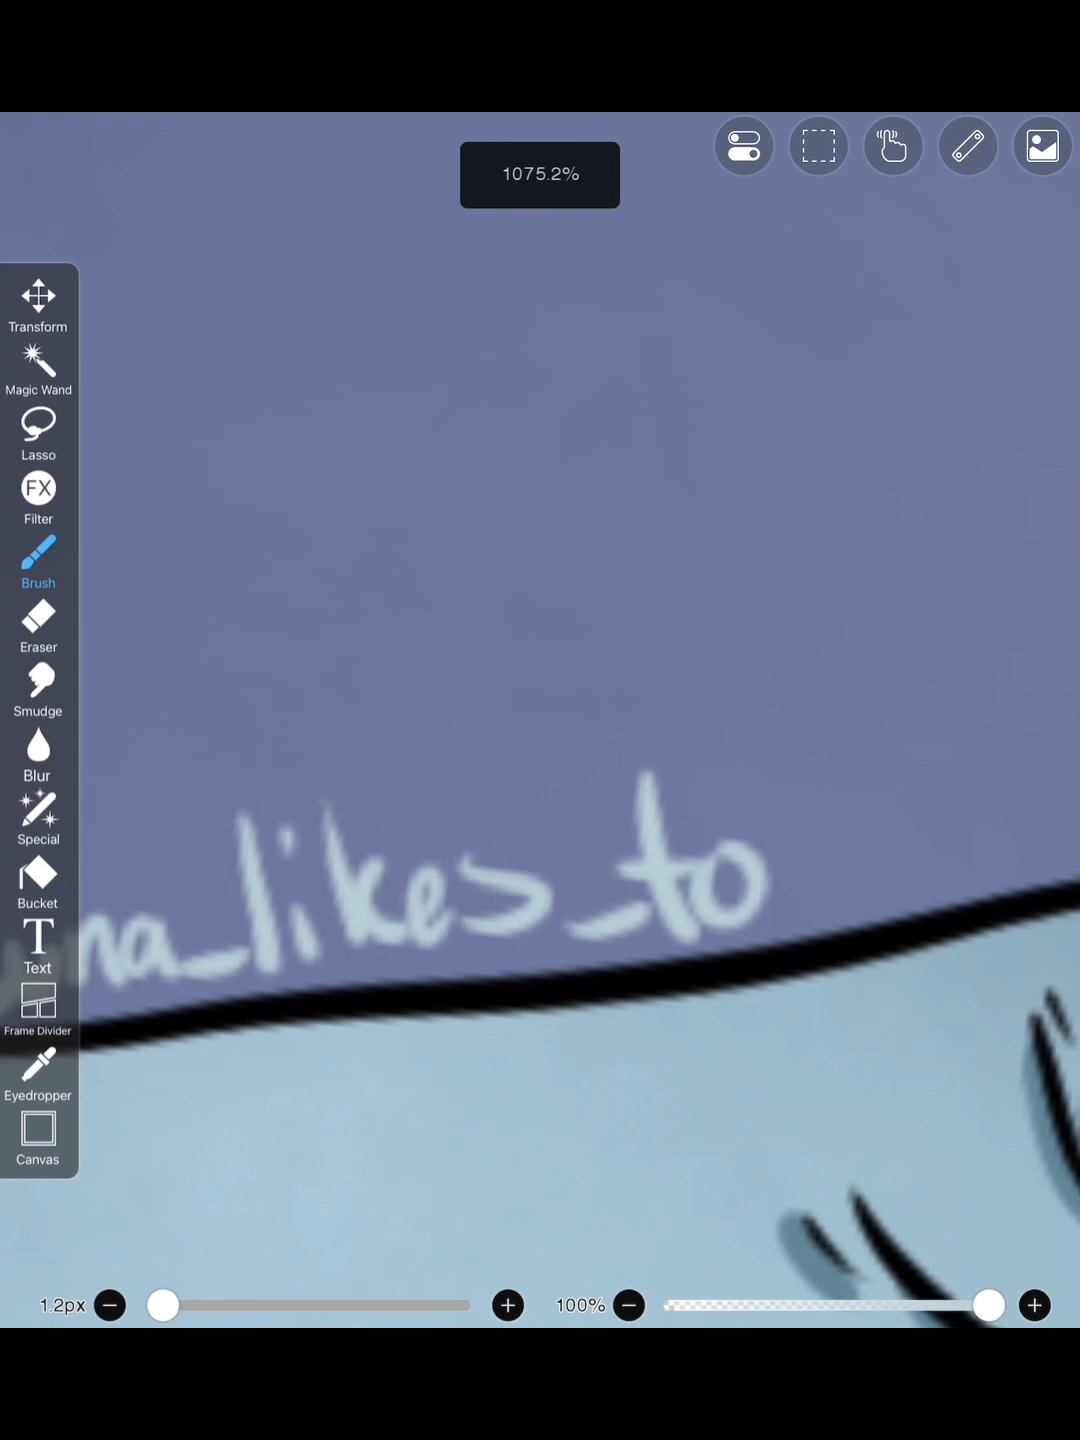 1075.2%
Transform
Magic Wand
Lasso
FX
Filter
Brush
Eraser
Smudge
Blur
Special
Bucket
T
Text
Frame Divider
Eyedropper
Canvas
na_likes_to
1.2px
100%